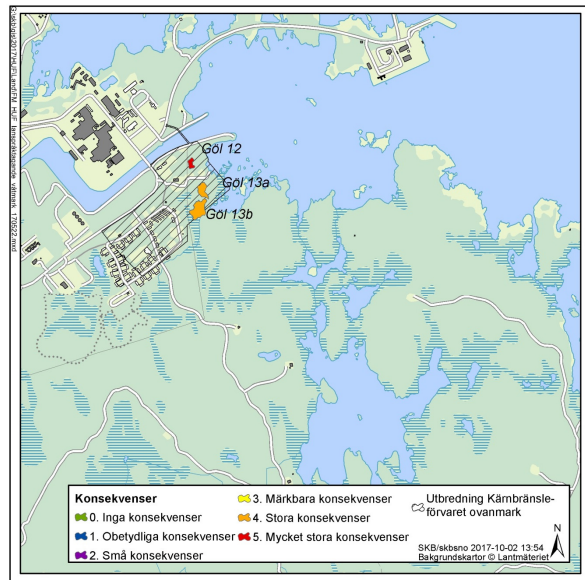 Göl 12
Göl 13a
Göl 13b
Konsekvenser
0. Inga konsekvenser
1. Obetydliga konsekvenser
2. Små konsekvenser
3. Märkbara konsekvenser
4. Stora konsekvenser
5. Mycket stora konsekvenser
Utbredning Kärnbränsle-
förvaret ovanmark
N
SKB/skbsno 2017-10-02 13:54
Bakgrundskartor © Lantmäteriet